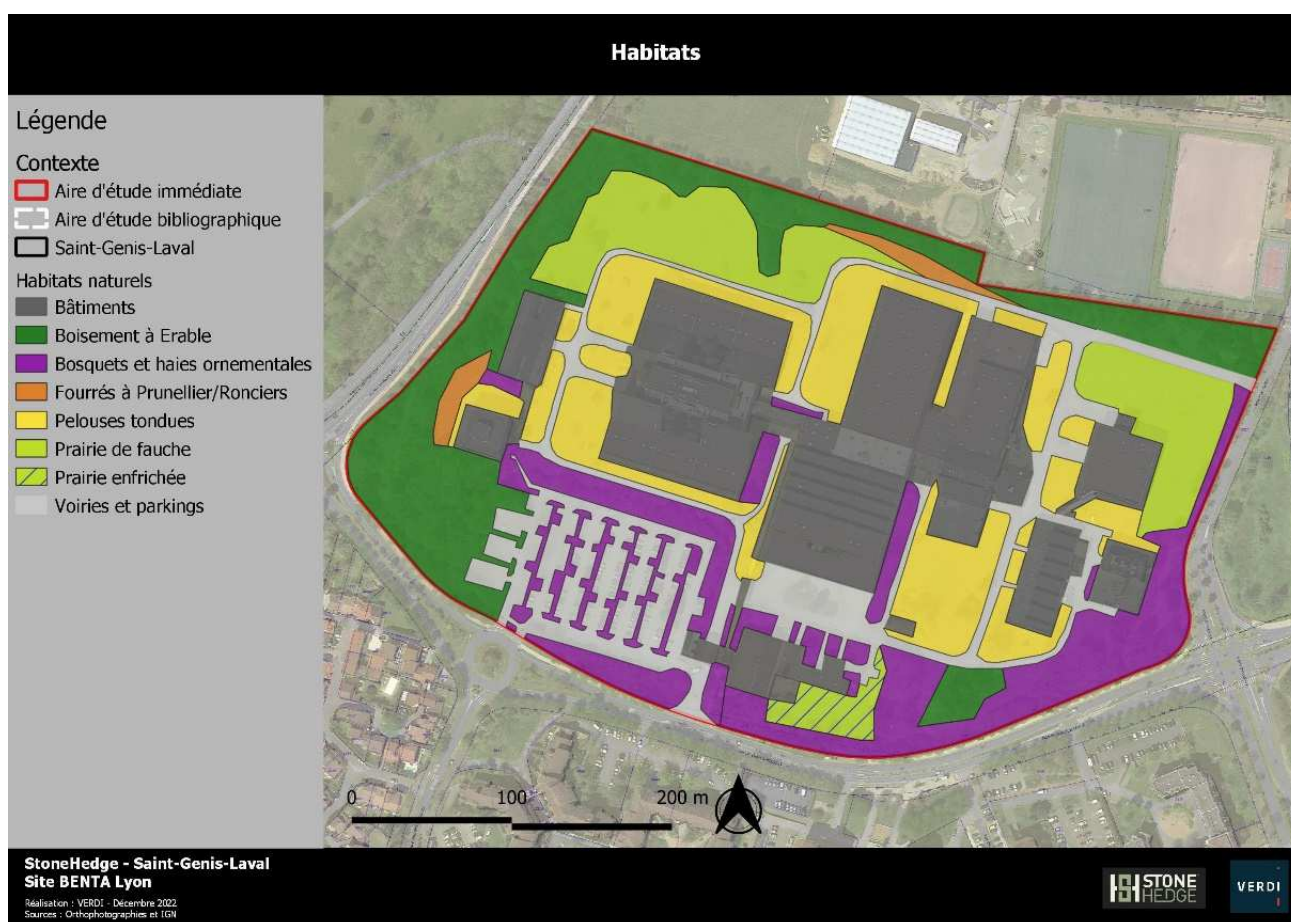 Habitats
Légende
Contexte
Aire d'étude immédiate
Aire d'étude bibliographique
Saint-Genis-Laval
Habitats naturels
Bâtiments
Boisement à Erable
Bosquets et haies ornementales
Fourrés à Prunellier/Ronciers
Pelouses tondues
Prairie de fauche
Prairie enfrichée
Voiries et parkings
0 100 200 m
StoneHedge - Saint-Genis-Laval
Site BENTA Lyon
Réalisation : VERDI - Décembre 2022
Sources : Orthophotographies et IGN
STONE
HEDGE
VERDI